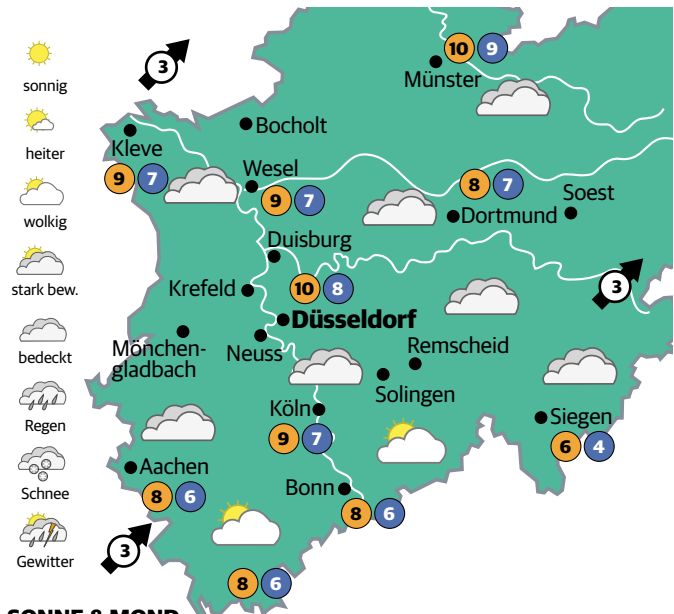 sonnig
heiter
wolkig
stark bew.
bedeckt
Regen
Schnee
Gewitter
3
10 9
Münster
Bocholt
Kleve
9 7
Wesel
9 7
8 7
Dortmund
Soest
Duisburg
10 8
3
Krefeld
Düsseldorf
Mönchen-
gladbach
Neuss
Remscheid
Solingen
Köln
9 7
Siegen
6 4
Aachen
8 6
Bonn
8 6
3
8 6
SONNE & MOND